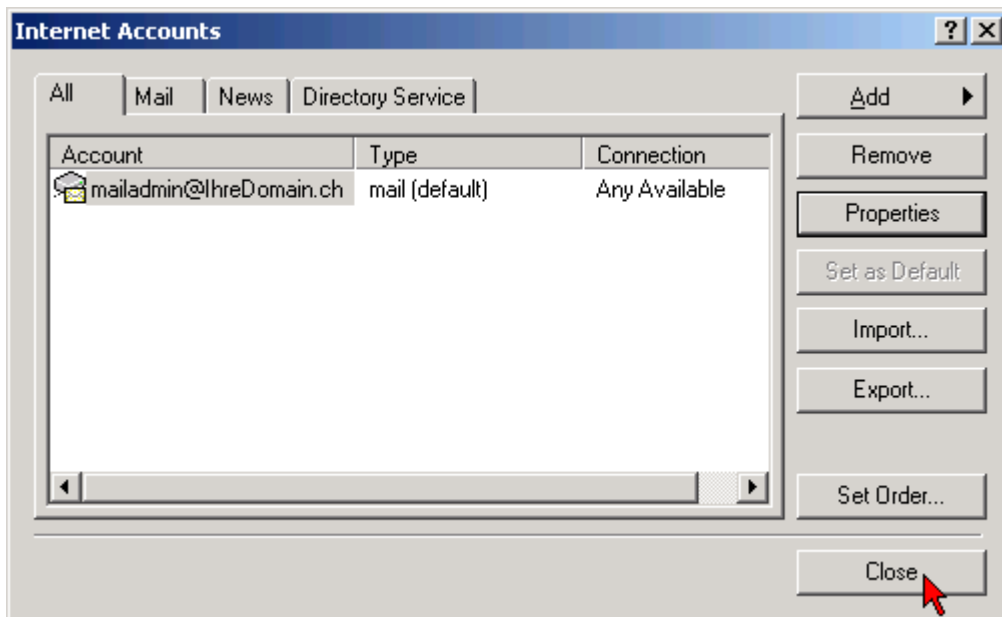 Internet Accounts
All Mail News Directory Service
Account Type Connection
mailadmin@IhreDomain.ch mail (default) Any Available
Add
Remove
Properties
Set as Default
Import...
Export...
Set Order...
Close